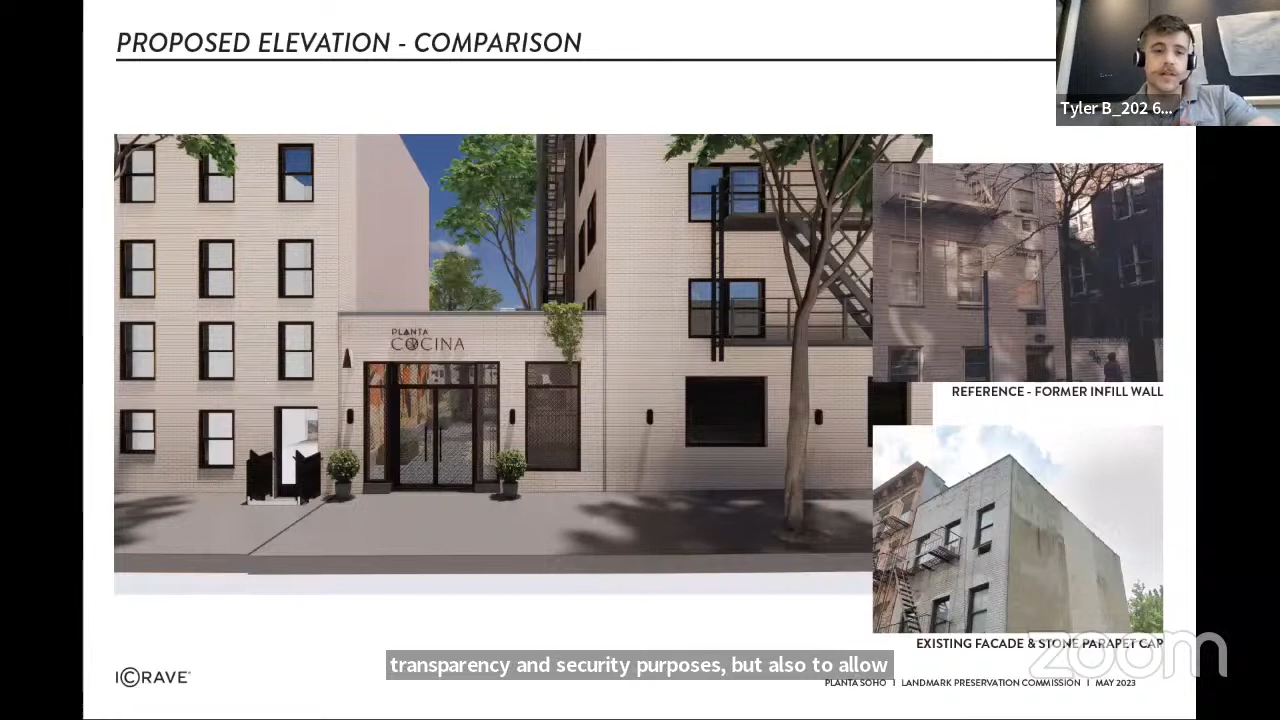 PROPOSED ELEVATION - COMPARISON
Tyler B_202 6...
PLANTA
COCINA
REFERENCE - FORMER INFILL WALL
EXISTING FACADE & STONE PARAPET CAP
zoom
transparency and security purposes, but also to allow
ICRAVE
PLANTA SOHO I LANDMARK PRESERVATION COMMISSION I MAY 2023